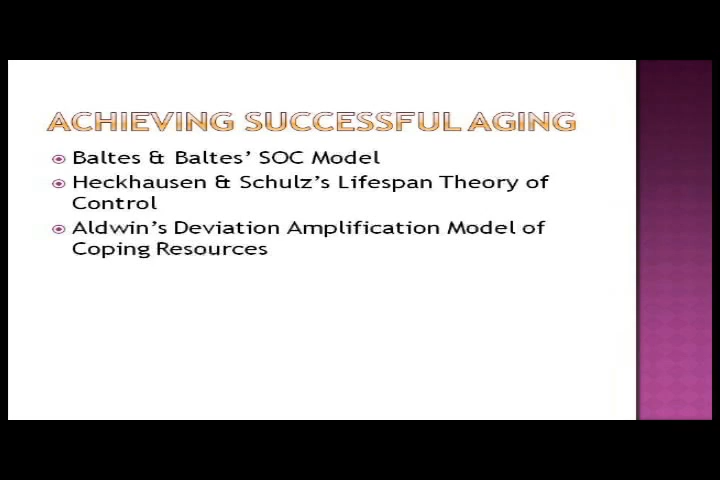 ACHIEVING SUCCESSFUL AGING
Baltes & Baltes' SOC Model
Heckhausen & Schulz's Lifespan Theory of
Control
Aldwin's Deviation Amplification Model of
Coping Resources